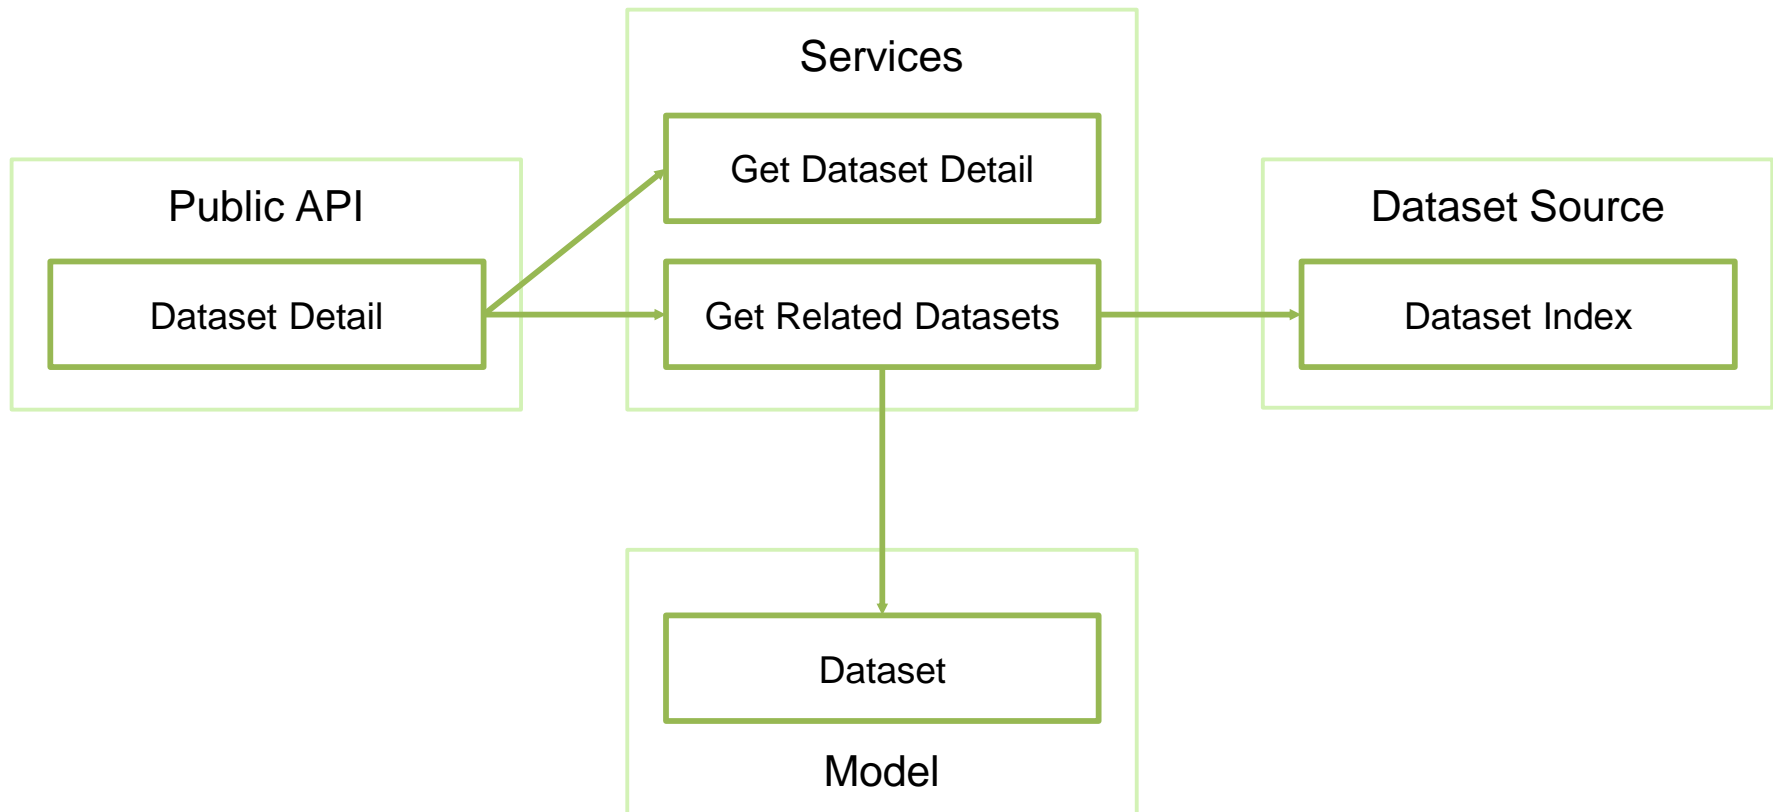 Services
Get Dataset Detail
Public API
Dataset Source
Dataset Detail
Get Related Datasets
Dataset Index
Dataset
Model